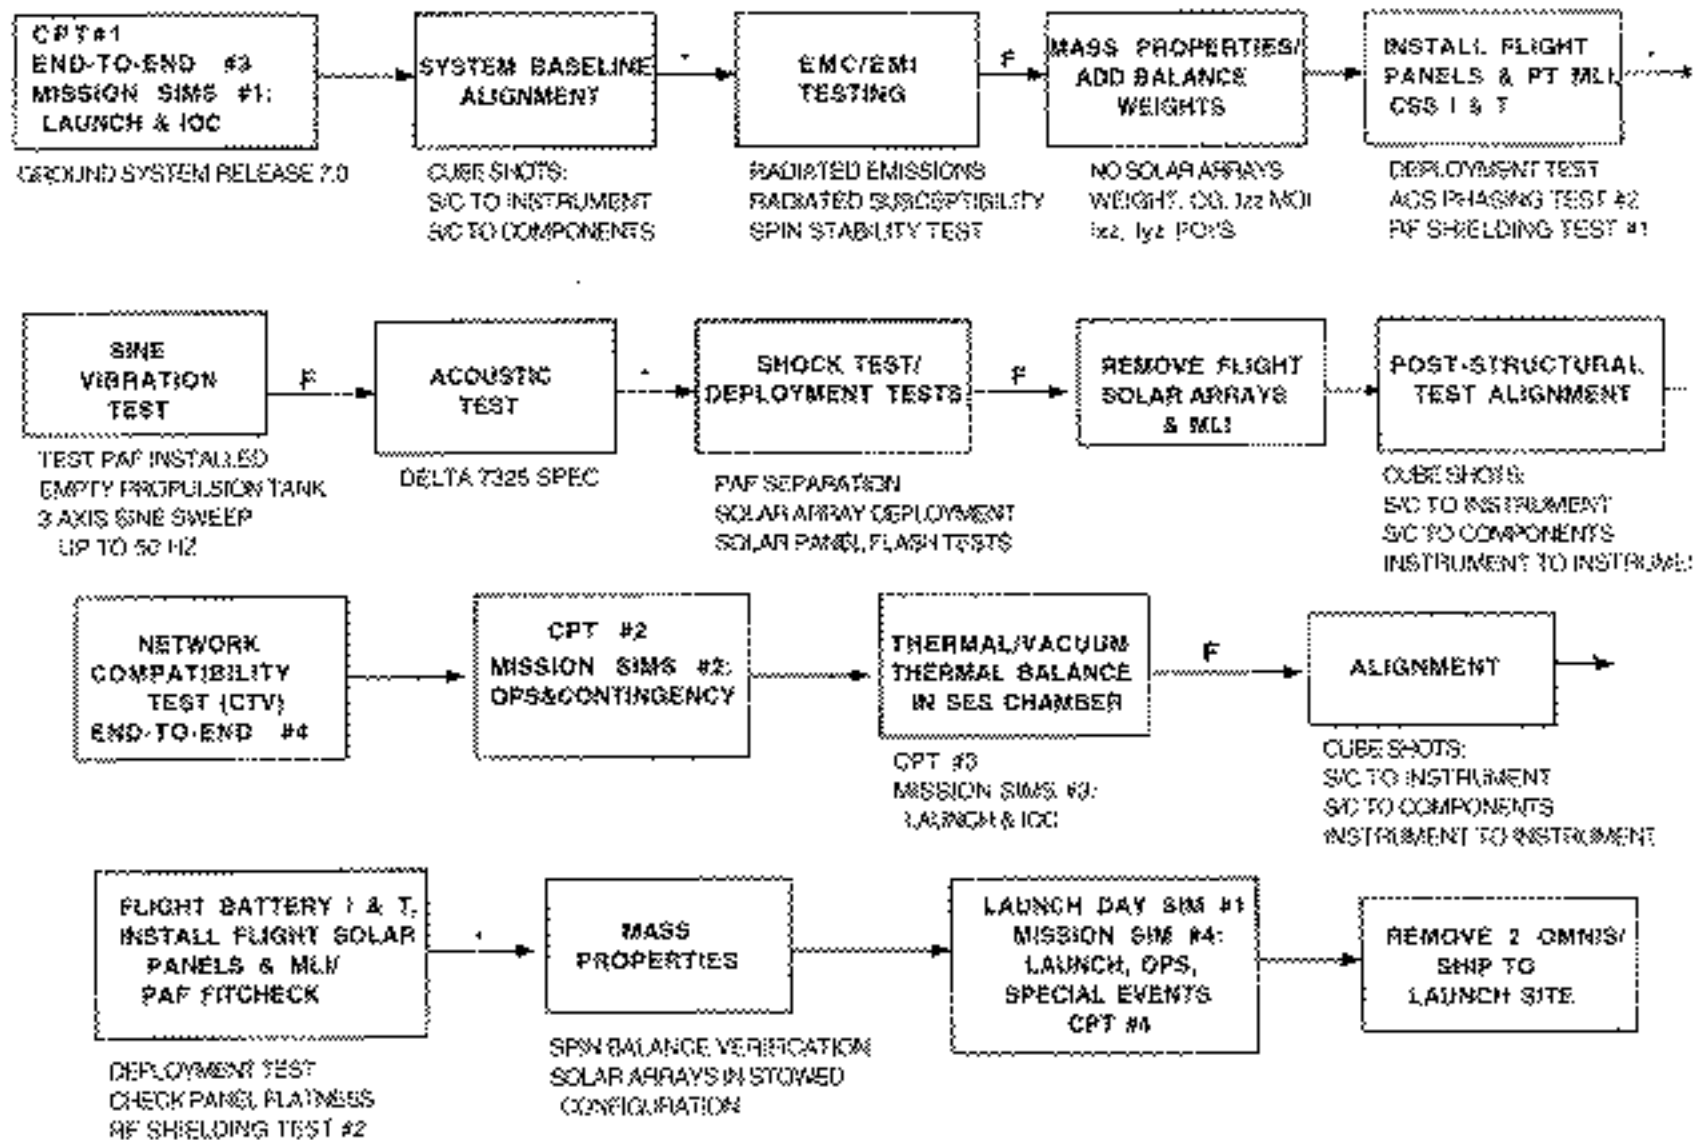 CPT #1
END-TO-END #3
MISSION SIMS #1:
LAUNCH & IOC
GROUND SYSTEM RELEASE 7.0
SYSTEM BASELINE
ALIGNMENT
CUBE SHOTS:
S/C TO INSTRUMENT
S/C TO COMPONENTS
EMC/EMI
TESTING
RADIATED EMISSIONS
RADIATED SUSCEPTIBILITY
SPIN STABILITY TEST
F
MASS PROPERTIES/
ADD BALANCE
WEIGHTS
NO SOLAR ARRAYS
WEIGHT, CG, Izz MOI
Ixz, Iyz POI'S
INSTALL FLIGHT
PANELS & PT MLI,
CSS I & T
DEPLOYMENT TEST
ACS PHASING TEST #2
RF SHIELDING TEST #1
SINE
VIBRATION
TEST
TEST PAF INSTALLED
EMPTY PROPULSION TANK
3 AXIS SINE SWEEP
UP TO 50 HZ
F
ACOUSTIC
TEST
DELTA 7325 SPEC
SHOCK TEST/
DEPLOYMENT TESTS
PAF SEPARATION
SOLAR ARRAY DEPLOYMENT
SOLAR PANEL FLASH TESTS
F
REMOVE FLIGHT
SOLAR ARRAYS
& MLI
POST-STRUCTURAL
TEST ALIGNMENT
CUBE SHOTS:
S/C TO INSTRUMENT
S/C TO COMPONENTS
INSTRUMENT TO INSTRUME
NETWORK
COMPATIBILITY
TEST (CTV)
END-TO-END #4
CPT #2
MISSION SIMS #2:
OPS&CONTINGENCY
THERMAL/VACUUM
THERMAL BALANCE
IN SES CHAMBER
CPT #3
MISSION SIMS #3:
LAUNCH & IOC
F
ALIGNMENT
CUBE SHOTS:
S/C TO INSTRUMENT
S/C TO COMPONENTS
INSTRUMENT TO INSTRUMENT
FLIGHT BATTERY I & T,
INSTALL FLIGHT SOLAR
PANELS & MLI/
PAF FITCHECK
DEPLOYMENT TEST
CHECK PANEL FLATNESS
RF SHIELDING TEST #2
MASS
PROPERTIES
SPIN BALANCE VERIFICATION
SOLAR ARRAYS IN STOWED
CONFIGURATION
LAUNCH DAY SIM #1
MISSION SIM #4:
LAUNCH, OPS,
SPECIAL EVENTS
CPT #4
REMOVE 2 OMNIS/
SHIP TO
LAUNCH SITE